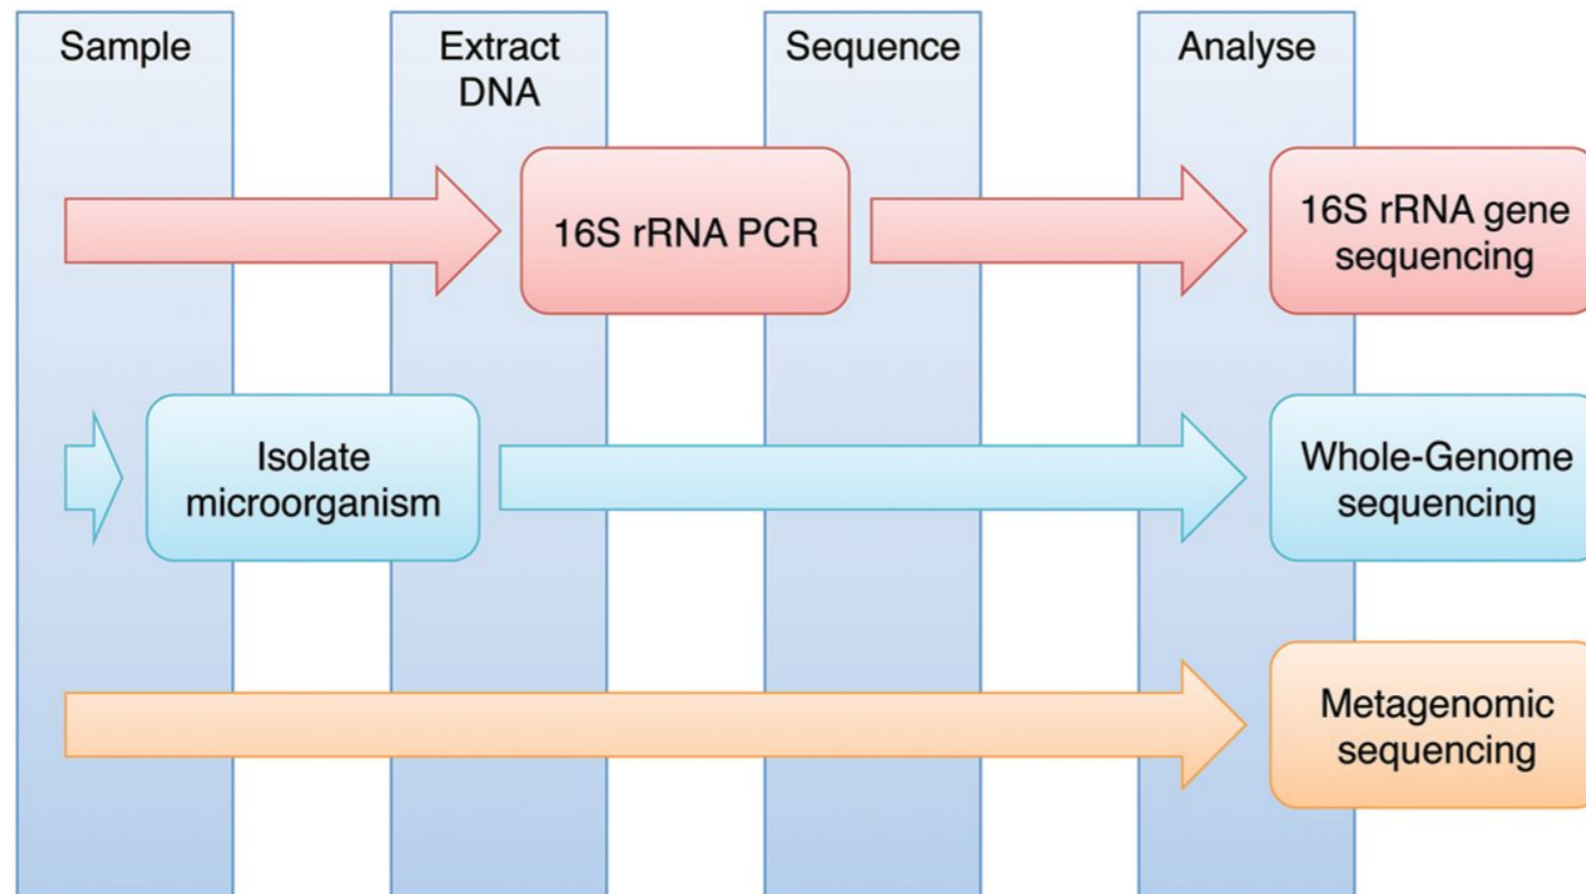 Sample
Extract
DNA
Sequence
Analyse
16S rRNA PCR
16S rRNA gene
sequencing
Isolate
microorganism
Whole-Genome
sequencing
Metagenomic
sequencing